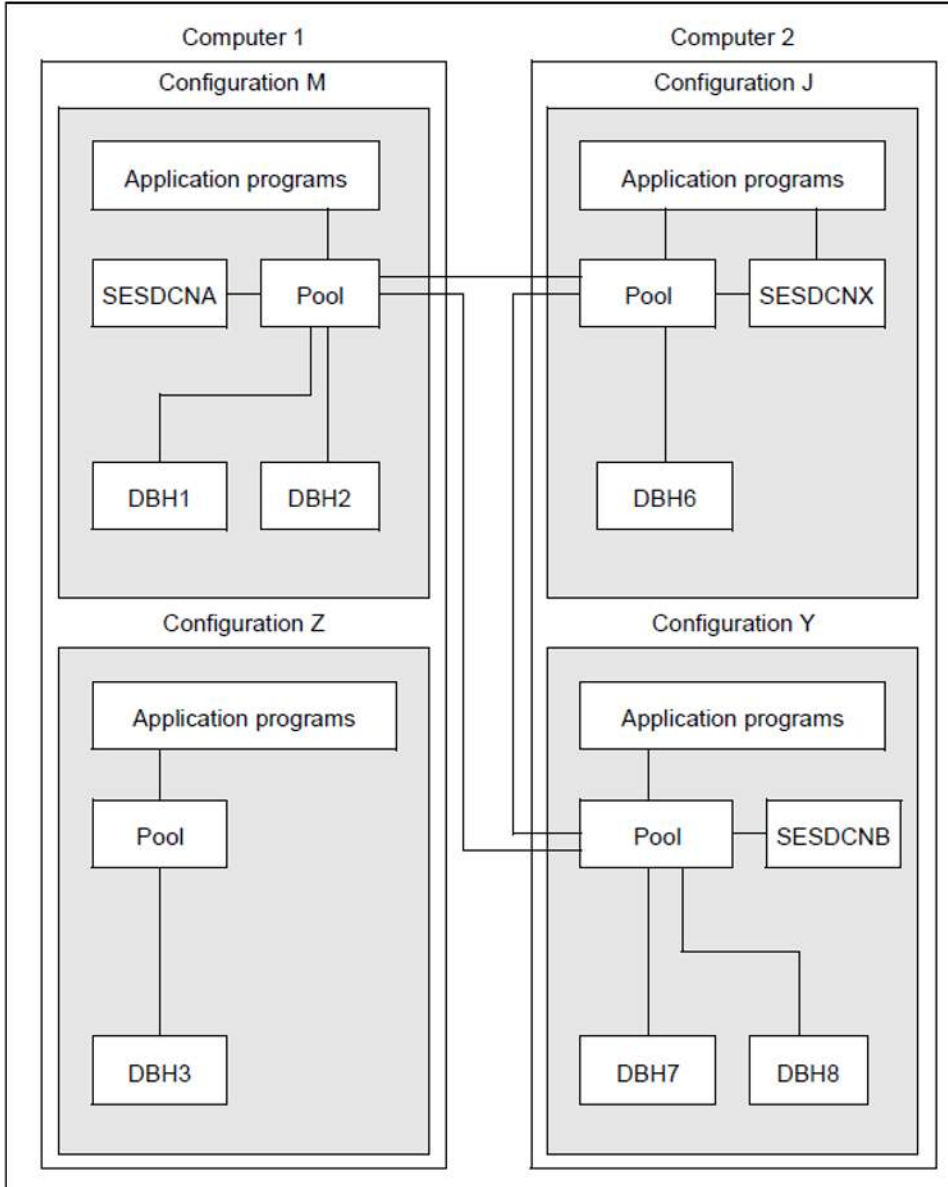 Computer 1
Configuration M
Application programs
SESDCNA
Pool
DBH1
DBH2
Configuration Z
Application programs
Pool
DBH3
Computer 2
Configuration J
Application programs
Pool
SESDCNX
DBH6
Configuration Y
Application programs
Pool
SESDCNB
DBH7
DBH8